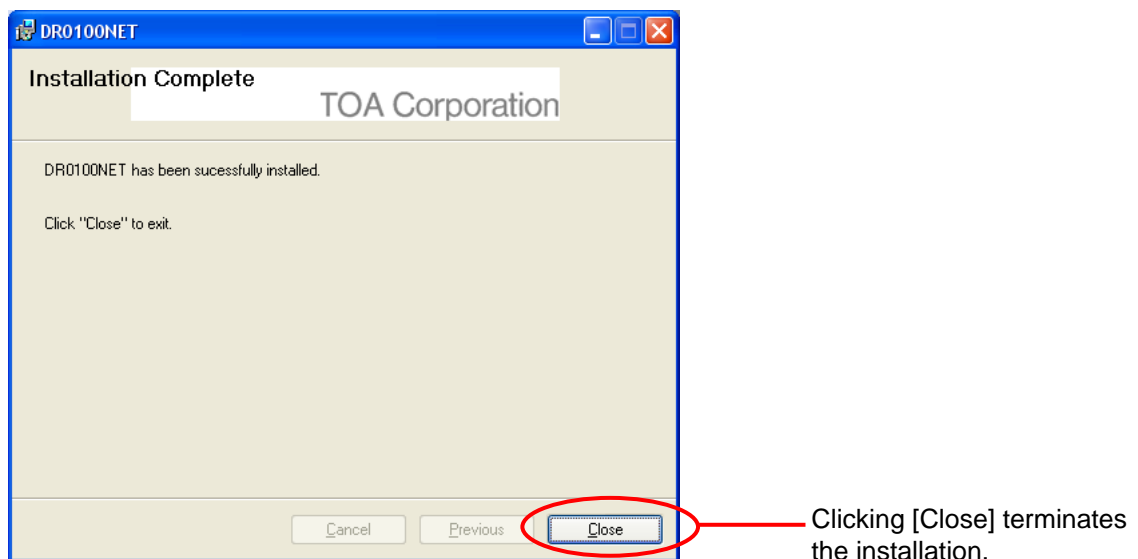 DR0100NET
Installation Complete
TOA Corporation
DR0100NET has been sucessfully installed.
Click "Close" to exit.
Cancel
Previous
Close
Clicking [Close] terminates
the installation.